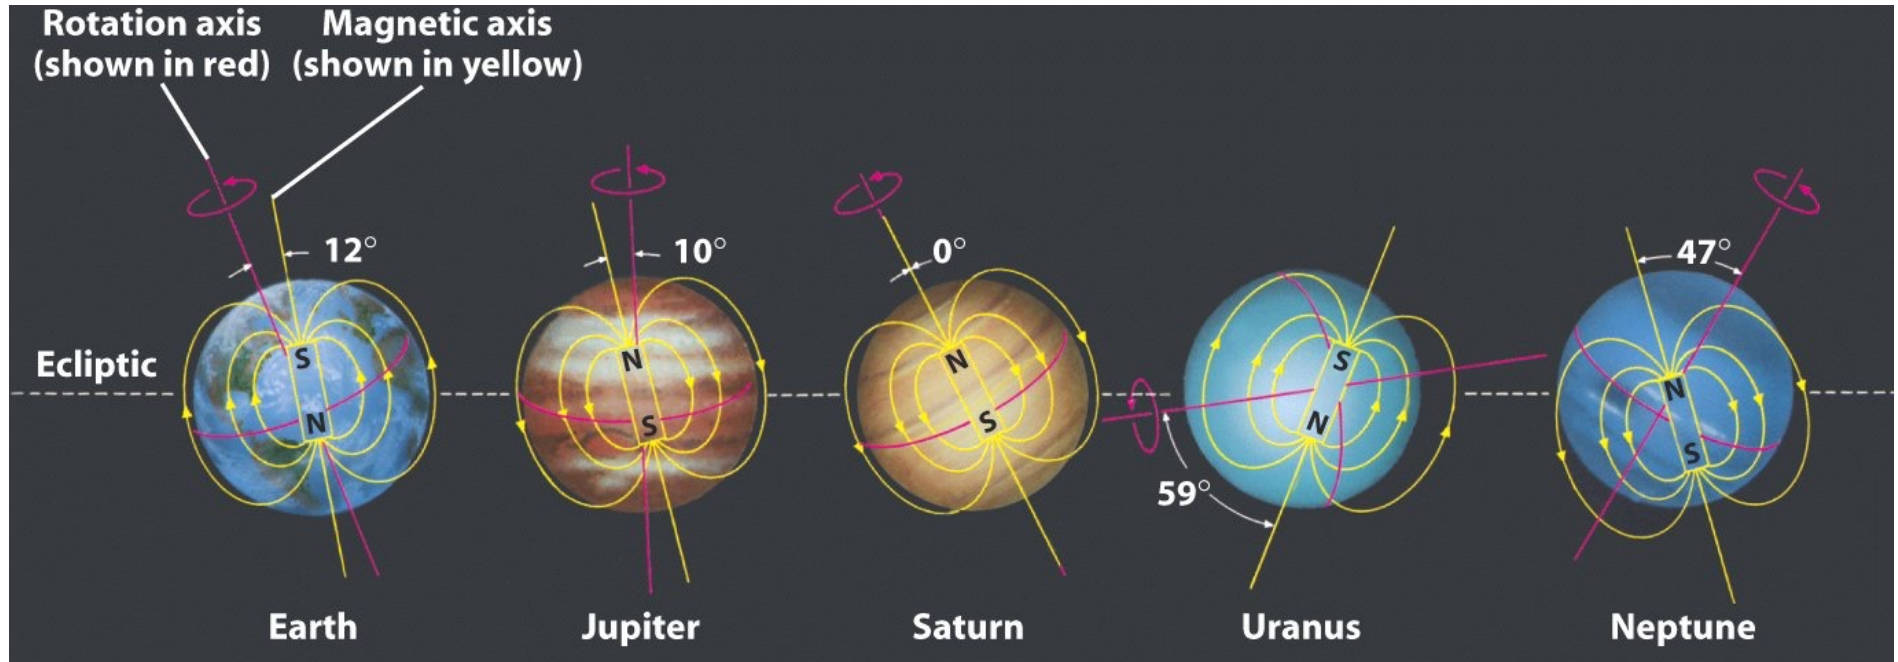 Rotation axis
(shown in red)
Magnetic axis
(shown in yellow)
12°
10°
0°
47°
59°
Ecliptic
S
N
N
S
N
S
S
N
N
S
Earth
Jupiter
Saturn
Uranus
Neptune